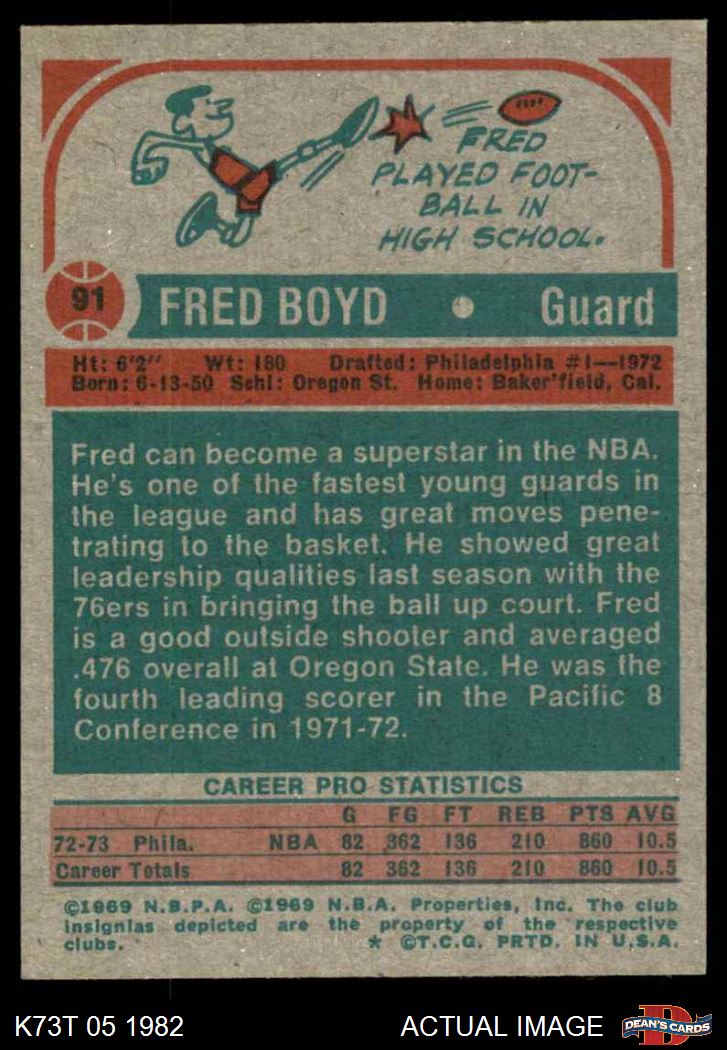 FRED
PLAYED FOOT-
BALL IN
HIGH SCHOOL.
91 FRED BOYD • Guard
Ht: 6'2" Wt: 180 Drafted: Philadelphia #1—1972
Born: 6-13-50 Schl: Oregon St. Home: Baker'field, Cal.
Fred can become a superstar in the NBA.
He's one of the fastest young guards in
the league and has great moves pene-
trating to the basket. He showed great
leadership qualities last season with the
76ers in bringing the ball up court. Fred
is a good outside shooter and averaged
.476 overall at Oregon State. He was the
fourth leading scorer in the Pacific 8
Conference in 1971-72.
CAREER PRO STATISTICS
G FG FT REB PTS AVG
72-73 Phila. NBA 82 362 136 210 860 10.5
Career Totals 82 362 136 210 860 10.5
©1969 N.B.P.A. ©1969 N.B.A. Properties, Inc. The club
insignias depicted are the property of the respective
clubs. * ©T.C.G. PRTD. IN U.S.A.
K73T 05 1982 ACTUAL IMAGE D DEAN'S CARDS